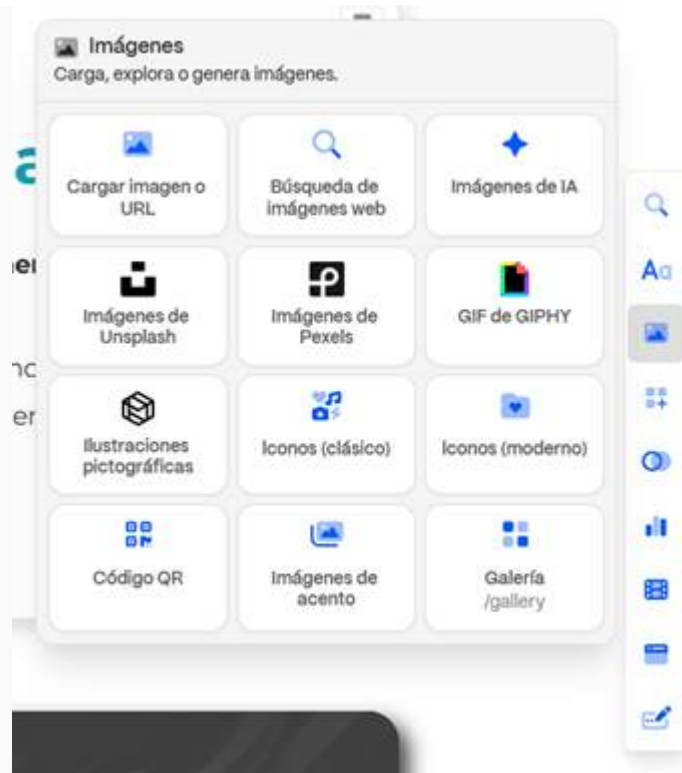 Imágenes
Carga, explora o genera imágenes.
Cargar imagen o
URL
Búsqueda de
imágenes web
Imágenes de IA
Imágenes de
Unsplash
Imágenes de
Pexels
GIF de GIPHY
Ilustraciones
pictográficas
Iconos (clásico)
Iconos (moderno)
Código QR
Imágenes de
acento
Galería
/gallery
Aa